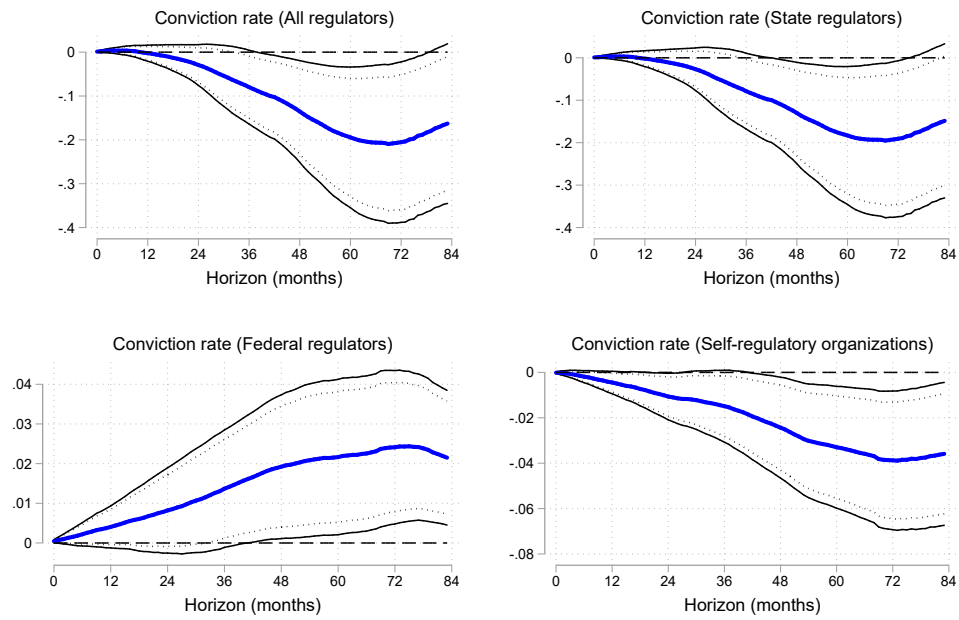 Conviction rate (All regulators)
0
-.1
-.2
-.3
-.4
0 12 24 36 48 60 72 84
Horizon (months)
Conviction rate (State regulators)
0
-.1
-.2
-.3
-.4
0 12 24 36 48 60 72 84
Horizon (months)
Conviction rate (Federal regulators)
.04
.03
.02
.01
0
0 12 24 36 48 60 72 84
Horizon (months)
Conviction rate (Self-regulatory organizations)
0
-.02
-.04
-.06
-.08
0 12 24 36 48 60 72 84
Horizon (months)